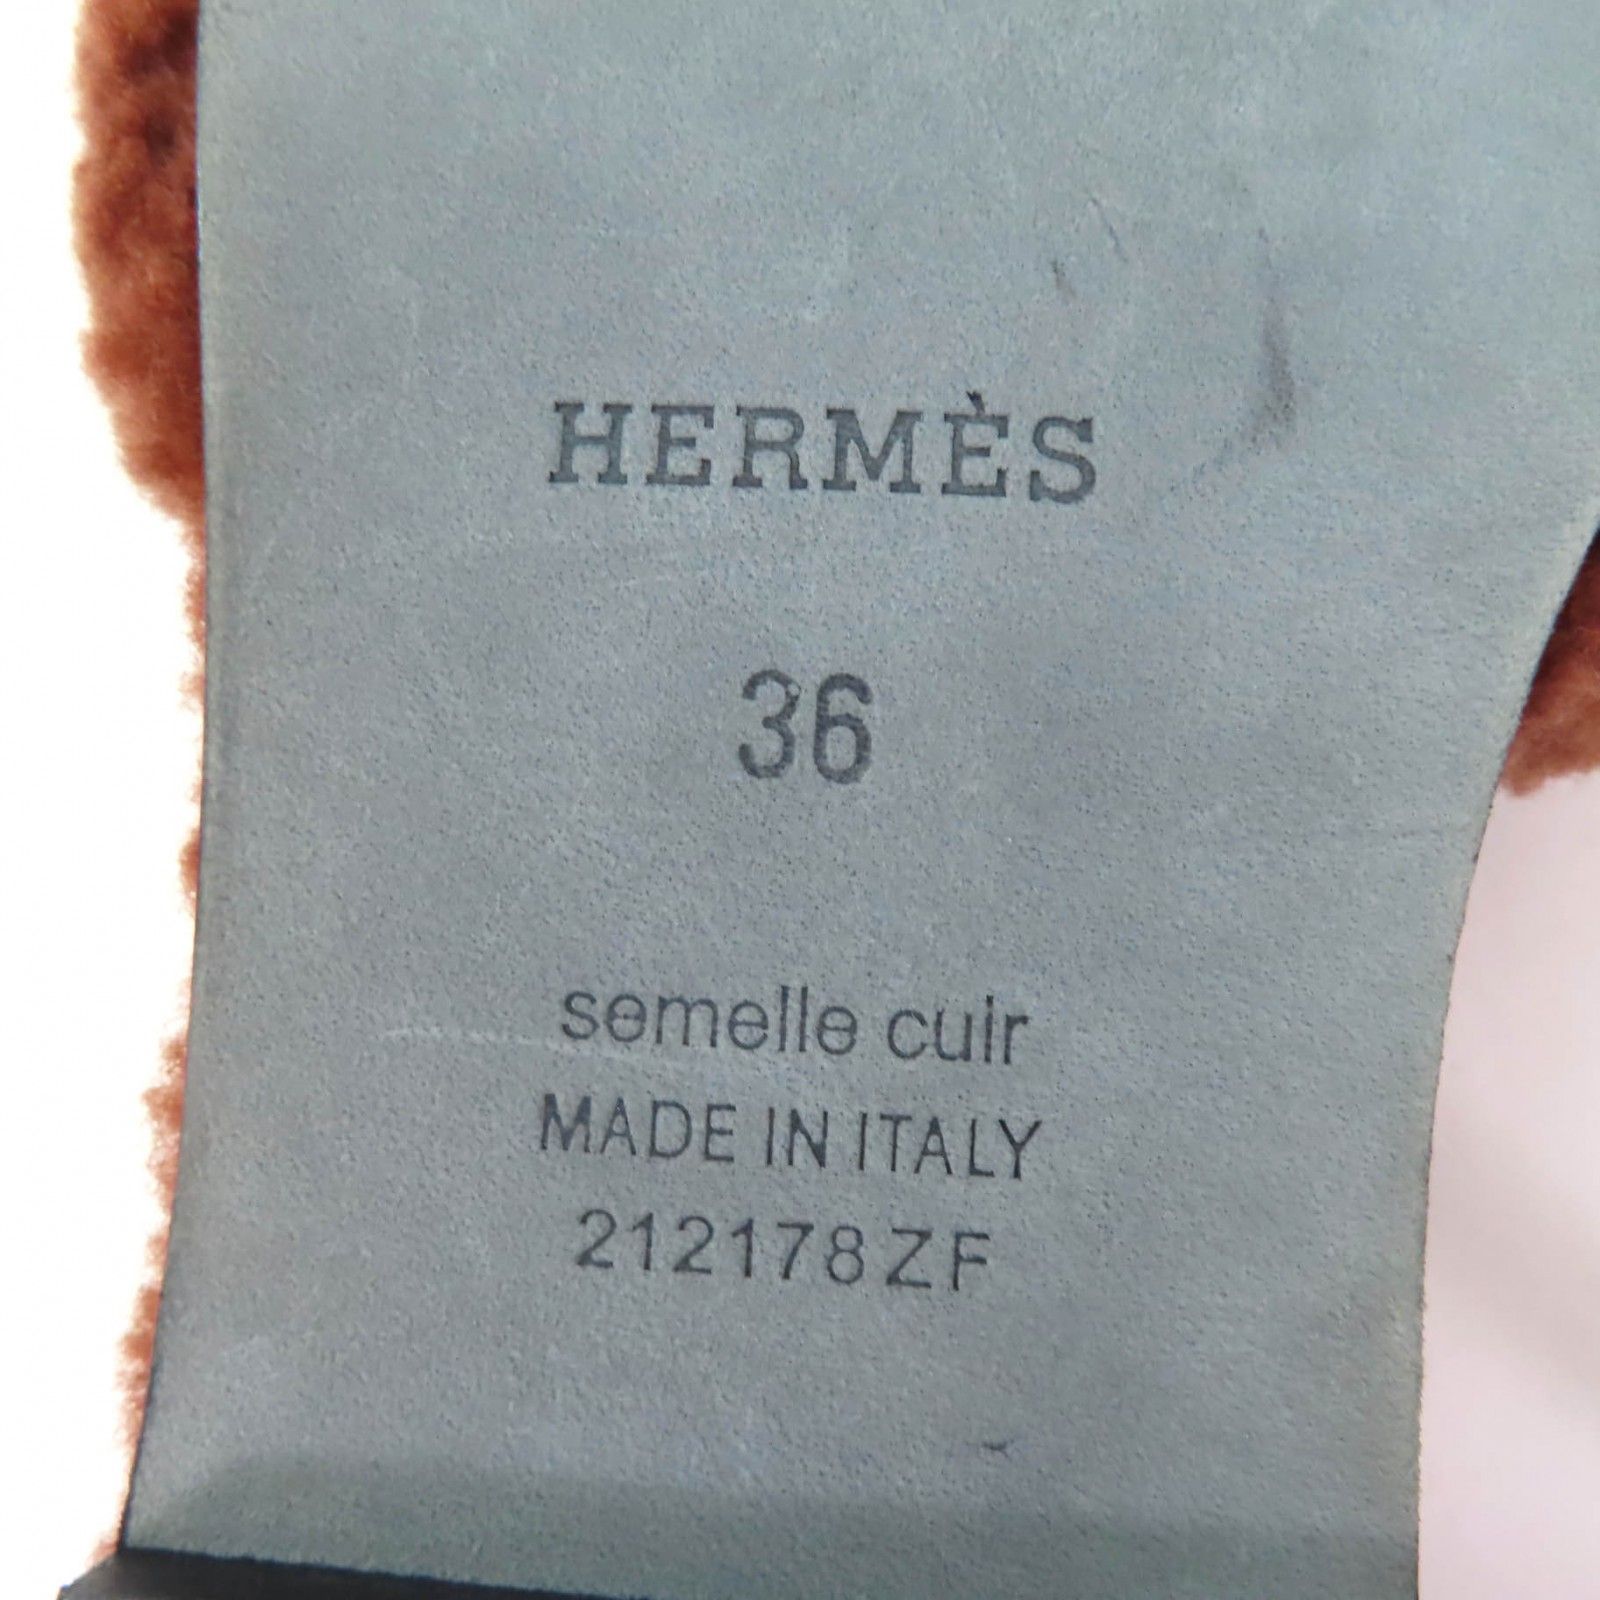 HERMÈS
36
semelle cuir
MADE IN ITALY
212178ZF